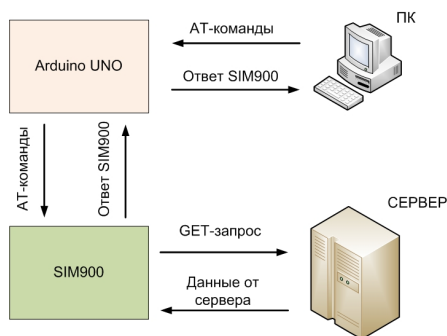 ПК
АТ-команды
Arduino UNO
Ответ SIM900
АТ-команды
Ответ SIM900
СЕРВЕР
GET-запрос
SIM900
Данные от
сервера